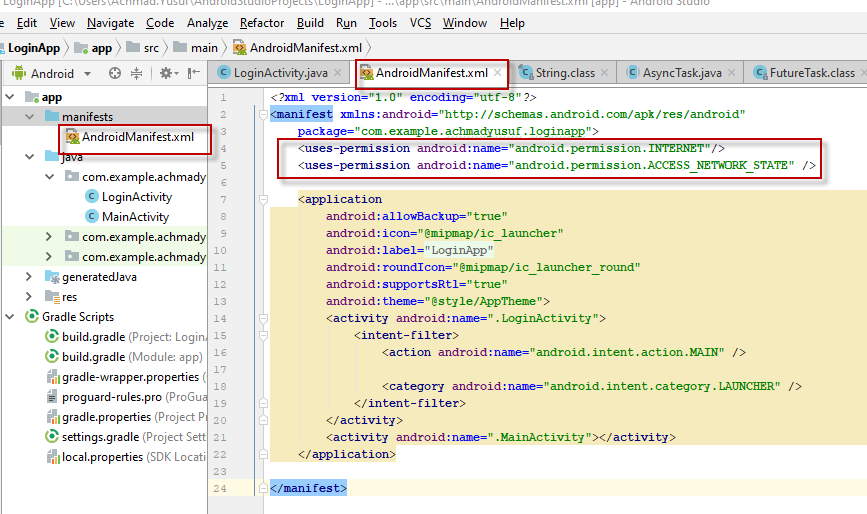 LoginApp [C:\Users\Achmad.Yusuf\AndroidStudioProjects\LoginApp] - ...\app\src\main\AndroidManifest.xml [app] - Android Studio
Edit View Navigate Code Analyze Refactor Build Run Tools VCS Window Help
LoginApp app src main AndroidManifest.xml
Android LoginActivity.java AndroidManifest.xml String.class AsyncTask.java FutureTask.class
app
manifests
AndroidManifest.xml
java
com.example.achmady
LoginActivity
MainActivity
com.example.achmady
com.example.achmady
generatedJava
res
Gradle Scripts
build.gradle (Project: Login
build.gradle (Module: app)
gradle-wrapper.properties
proguard-rules.pro (ProGua
gradle.properties (Project Pr
settings.gradle (Project Sett
local.properties (SDK Locati
1 <?xml version="1.0" encoding="utf-8"?>
2 <manifest xmlns:android="http://schemas.android.com/apk/res/android"
3 package="com.example.achmadyusuf.loginapp">
4 <uses-permission android:name="android.permission.INTERNET"/>
5 <uses-permission android:name="android.permission.ACCESS_NETWORK_STATE" />
6
7 <application
8 android:allowBackup="true"
9 android:icon="@mipmap/ic_launcher"
10 android:label="LoginApp"
11 android:roundIcon="@mipmap/ic_launcher_round"
12 android:supportsRtl="true"
13 android:theme="@style/AppTheme">
14 <activity android:name=".LoginActivity">
15 <intent-filter>
16 <action android:name="android.intent.action.MAIN" />
17
18 <category android:name="android.intent.category.LAUNCHER" />
19 </intent-filter>
20 </activity>
21 <activity android:name=".MainActivity"></activity>
22 </application>
23
24 </manifest>